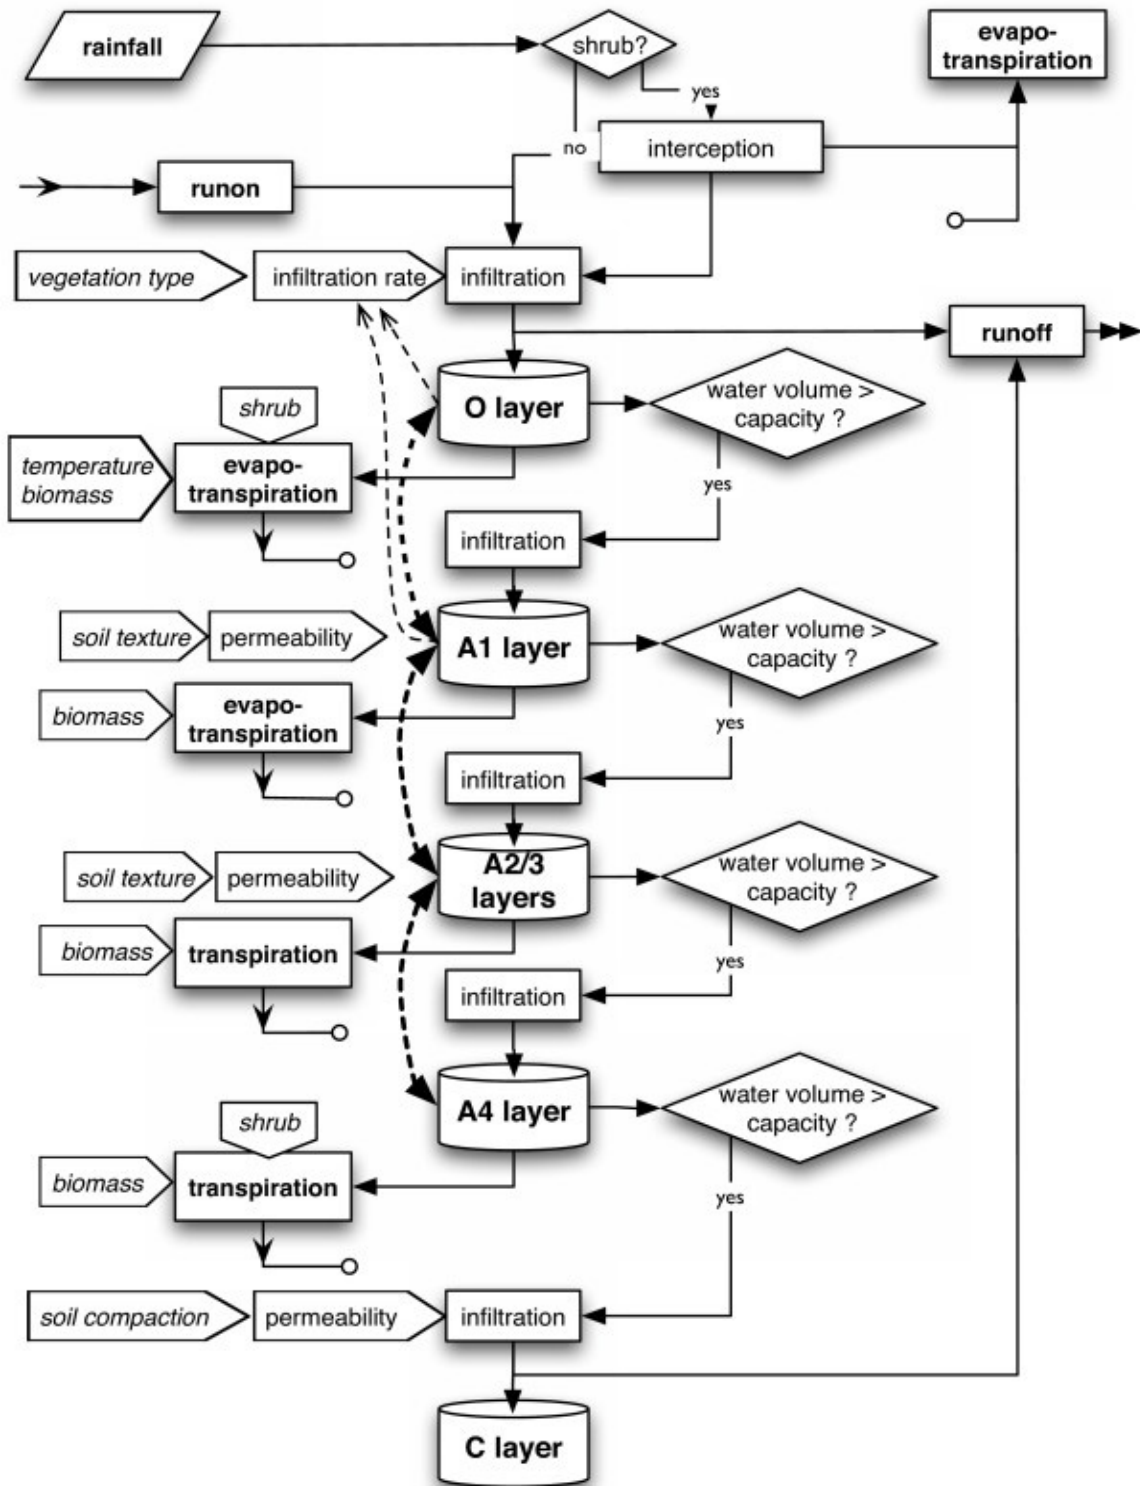 rainfall
shrub?
evapo-
transpiration
yes
no
interception
runon
vegetation type
infiltration rate
infiltration
runoff
O layer
water volume >
capacity ?
shrub
temperature
biomass
evapo-
transpiration
yes
infiltration
soil texture
permeability
A1 layer
water volume >
capacity ?
biomass
evapo-
transpiration
yes
infiltration
soil texture
permeability
A2/3
layers
water volume >
capacity ?
biomass
transpiration
yes
infiltration
A4 layer
water volume >
capacity ?
shrub
biomass
transpiration
yes
soil compaction
permeability
infiltration
C layer